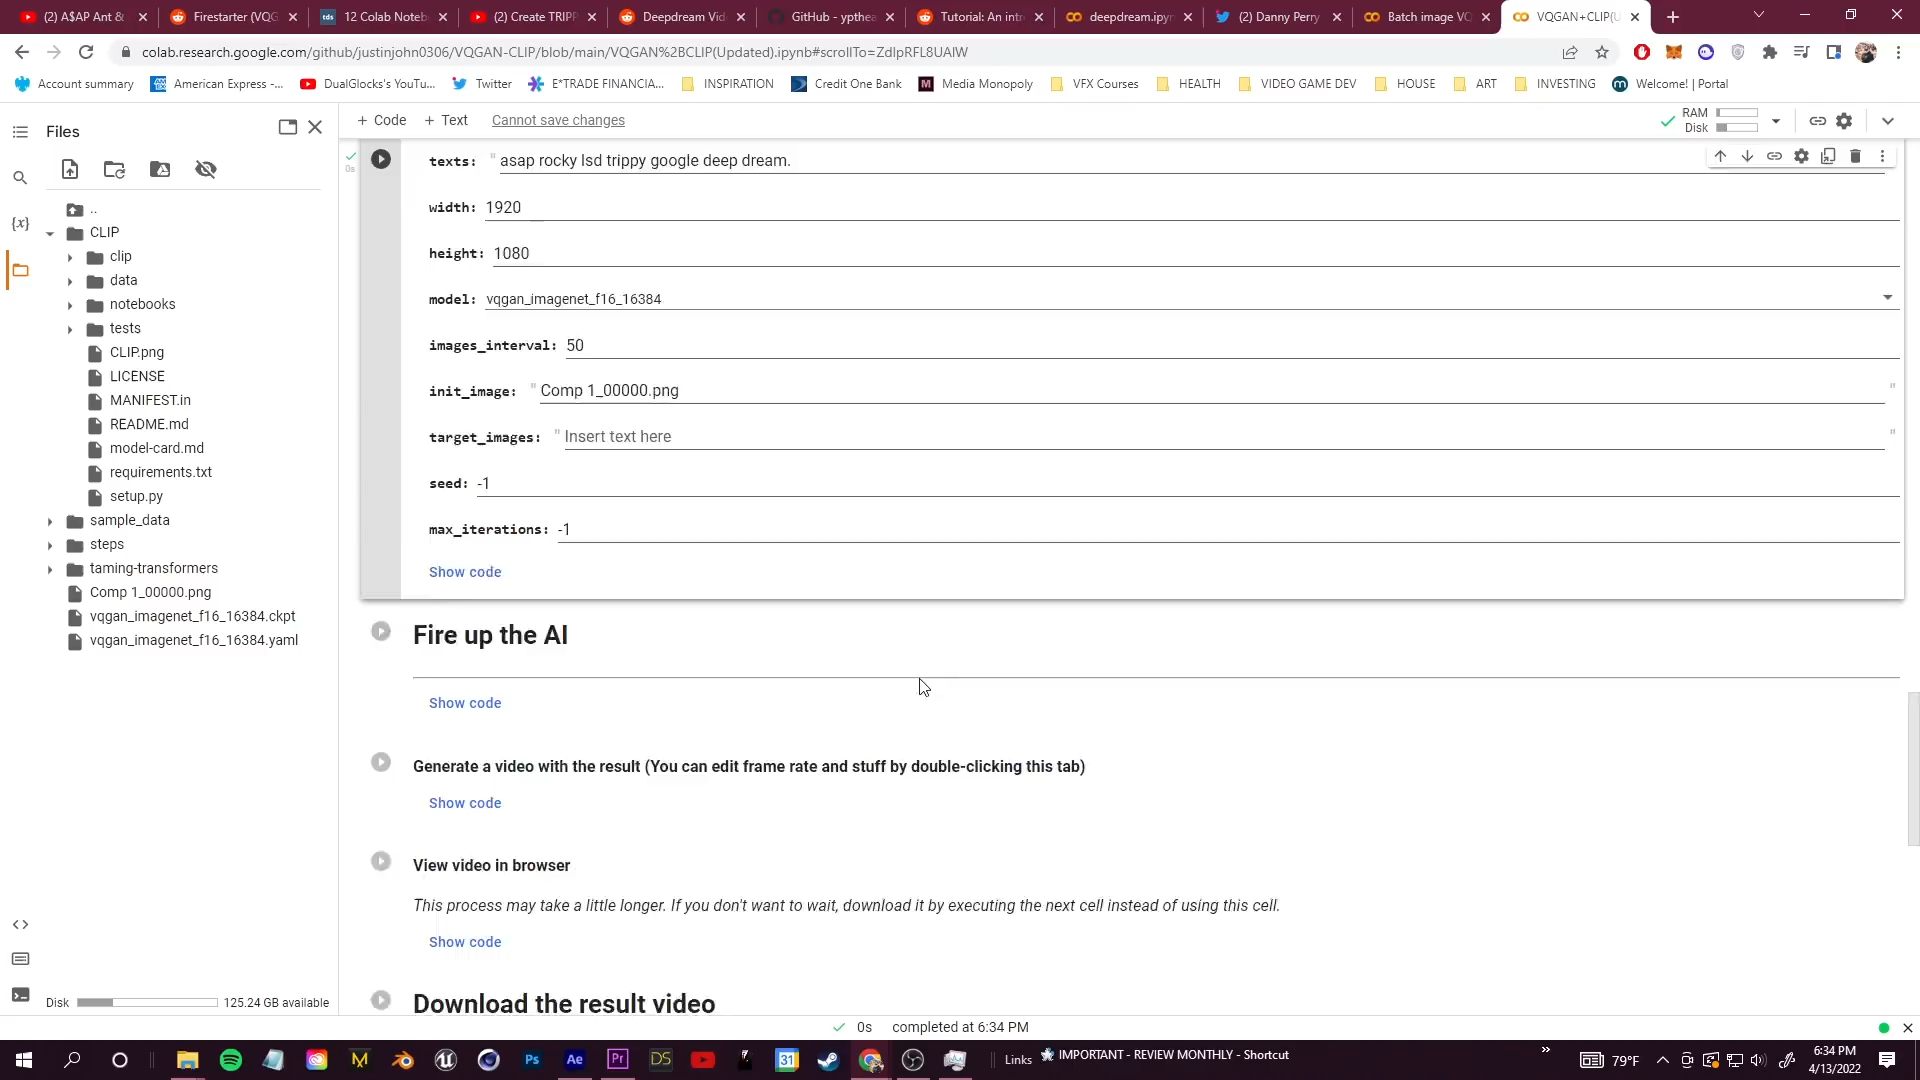 (2) A$AP Ant &
Firestarter (VQG
12 Colab Noteb
(2) Create TRIPP
Deepdream Vid
GitHub - ypthea
Tutorial: An intr
deepdream.ipyn
(2) Danny Perry
Batch image VQ
VQGAN+CLIP(U
colab.research.google.com/github/justinjohn0306/VQGAN-CLIP/blob/main/VQGAN%2BCLIP(Updated).ipynb#scrollTo=ZdlpRFL8UAlW
Account summary
American Express -...
DualGlocks's YouTu...
Twitter
E*TRADE FINANCIA...
INSPIRATION
Credit One Bank
Media Monopoly
VFX Courses
HEALTH
VIDEO GAME DEV
HOUSE
ART
INVESTING
Welcome! | Portal
Files
+ Code + Text Cannot save changes
RAM
Disk
..
CLIP
clip
data
notebooks
tests
CLIP.png
LICENSE
MANIFEST.in
README.md
model-card.md
requirements.txt
setup.py
sample_data
steps
taming-transformers
Comp 1_00000.png
vqgan_imagenet_f16_16384.ckpt
vqgan_imagenet_f16_16384.yaml
Disk 125.24 GB available
0s
texts: " asap rocky lsd trippy google deep dream.
width: 1920
height: 1080
model: vqgan_imagenet_f16_16384
images_interval: 50
init_image: " Comp 1_00000.png "
target_images: " Insert text here "
seed: -1
max_iterations: -1
Show code
Fire up the AI
Show code
Generate a video with the result (You can edit frame rate and stuff by double-clicking this tab)
Show code
View video in browser
This process may take a little longer. If you don't want to wait, download it by executing the next cell instead of using this cell.
Show code
Download the result video
0s completed at 6:34 PM
Links
IMPORTANT - REVIEW MONTHLY - Shortcut
79°F
6:34 PM
4/13/2022